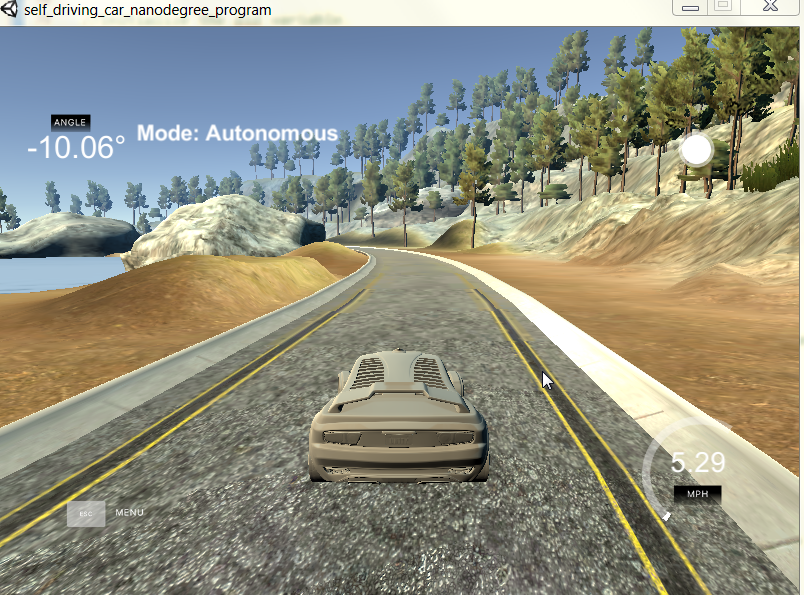 self_driving_car_nanodegree_program
ANGLE
-10.06°
Mode: Autonomous
5.29
MPH
ESC
MENU